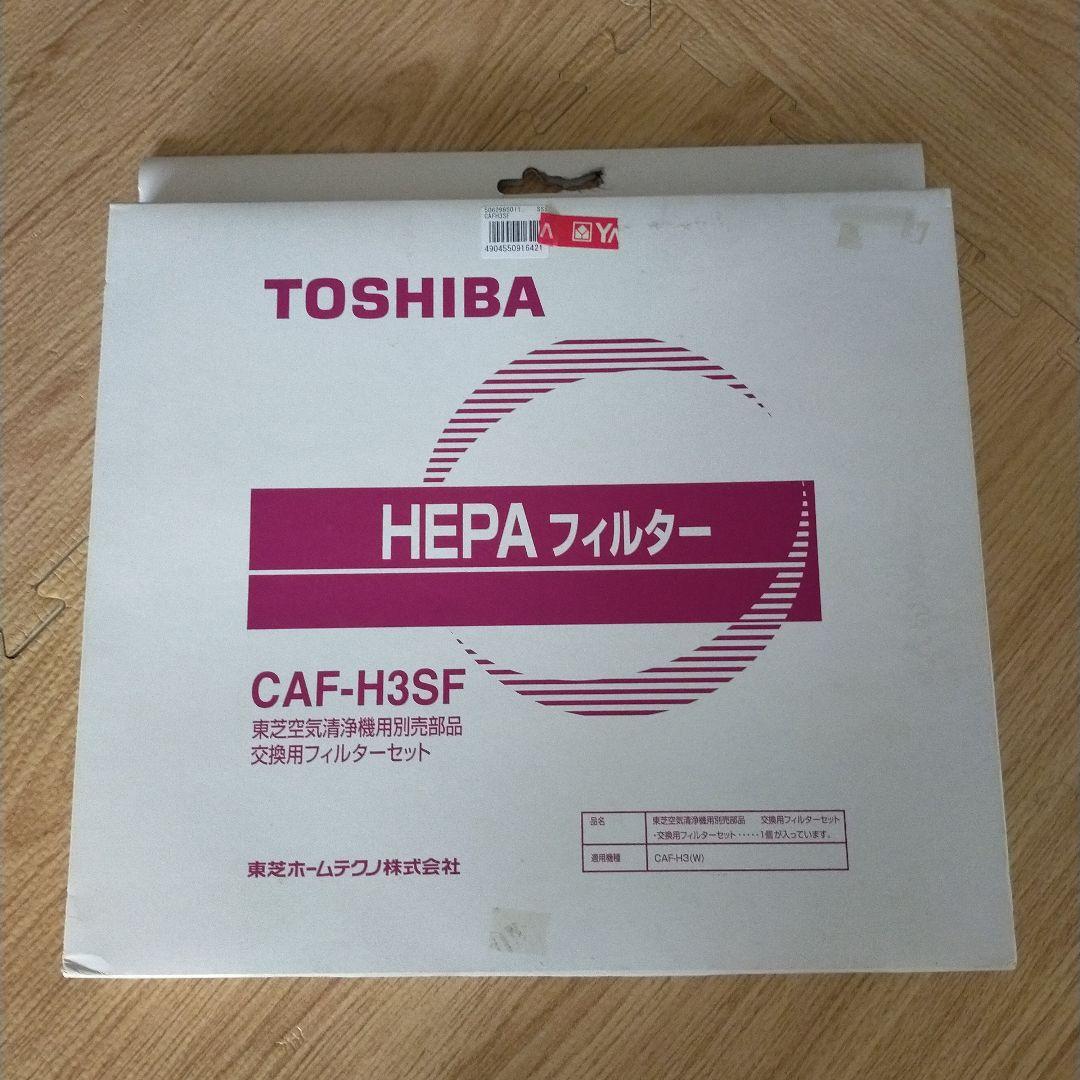 CAFH3SF
4904550916421
TOSHIBA
HEPAフィルター
CAF-H3SF
東芝空気清浄機用別売部品
交換用フィルターセット
品名 東芝空気清浄機用別売部品 交換用フィルターセット
・交換用フィルターセット・・・・・1個が入っています。
適用機種 CAF-H3(W)
東芝ホームテクノ株式会社